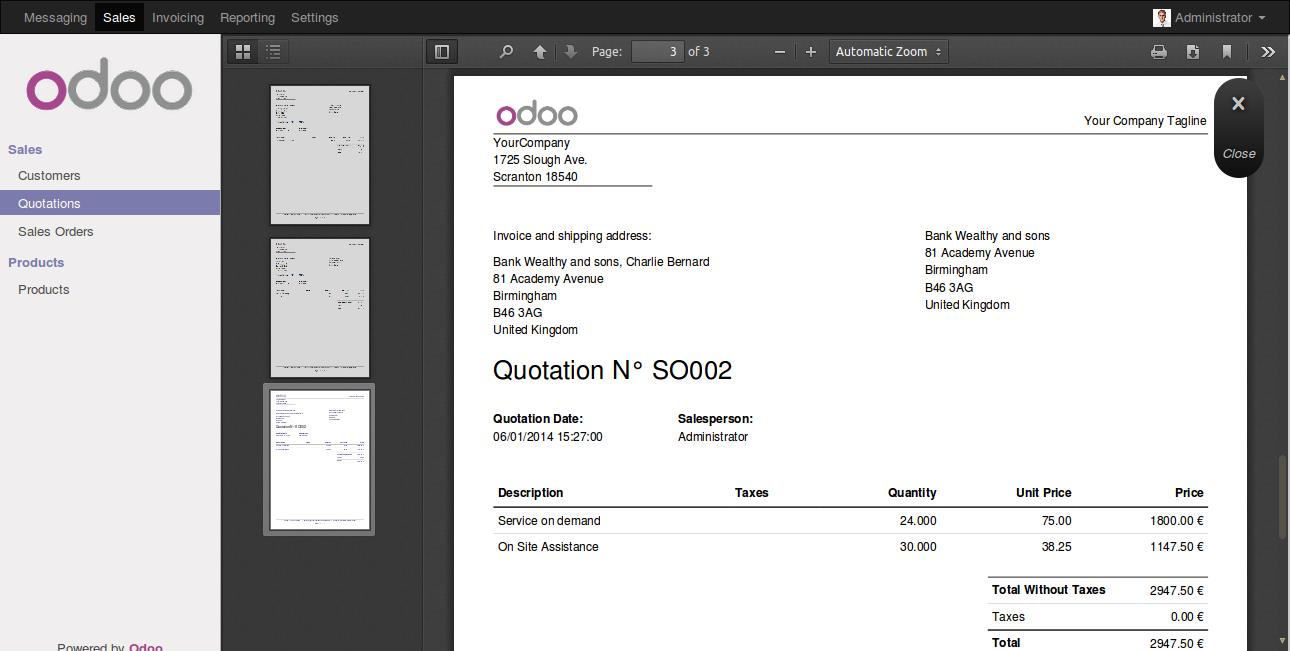 Messaging Sales Invoicing Reporting Settings Administrator
odoo
Sales
Customers
Quotations
Sales Orders
Products
Products
Powered by Odoo
Page: 3 of 3 Automatic Zoom
Close
odoo Your Company Tagline
YourCompany
1725 Slough Ave.
Scranton 18540
Invoice and shipping address:
Bank Wealthy and sons, Charlie Bernard
81 Academy Avenue
Birmingham
B46 3AG
United Kingdom
Bank Wealthy and sons
81 Academy Avenue
Birmingham
B46 3AG
United Kingdom
Quotation N° SO002
Quotation Date: Salesperson:
06/01/2014 15:27:00 Administrator
Description Taxes Quantity Unit Price Price
Service on demand 24.000 75.00 1800.00 €
On Site Assistance 30.000 38.25 1147.50 €
Total Without Taxes 2947.50 €
Taxes 0.00 €
Total 2947.50 €